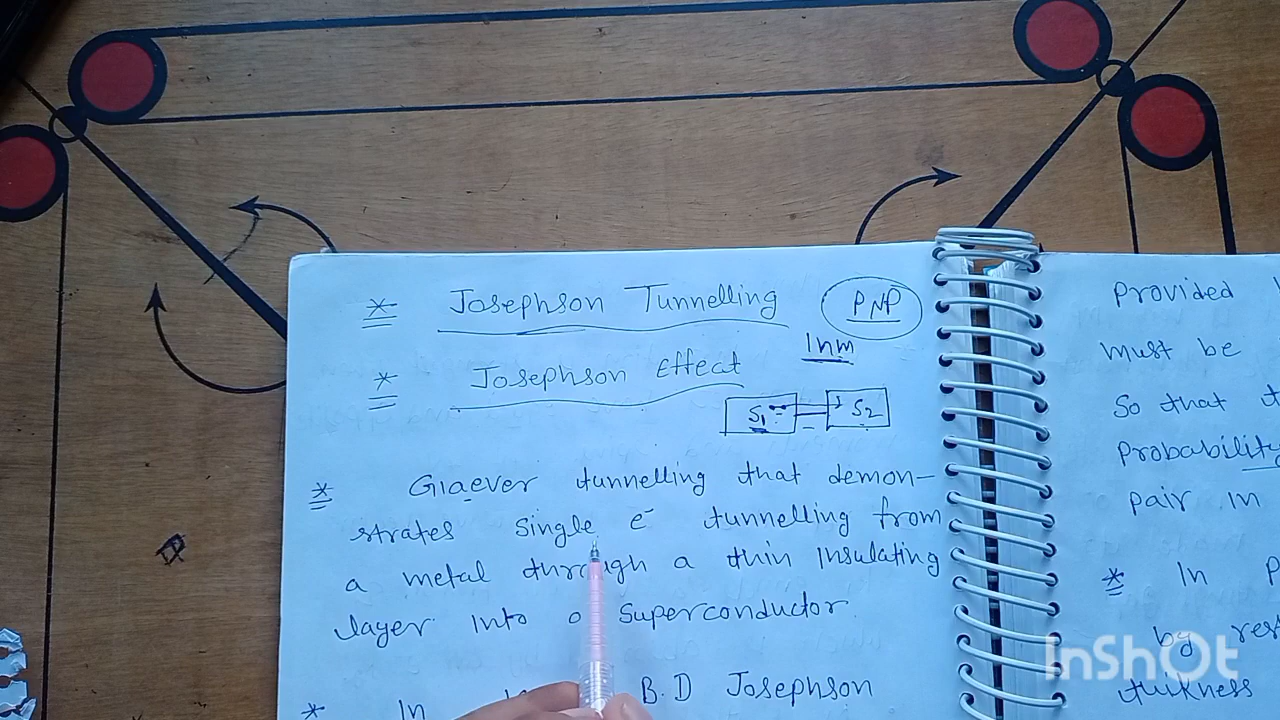 * Josephson Tunnelling PNP
1nm
* Josephson Effect
S1 S2
* Giaever tunnelling that demon-
strates single e⁻ tunnelling from
a metal through a thin insulating
layer into a superconductor.
* In B.D Josephson
Provided
must be
So that
Probability
pair in
* In
by
thikness
InShOt